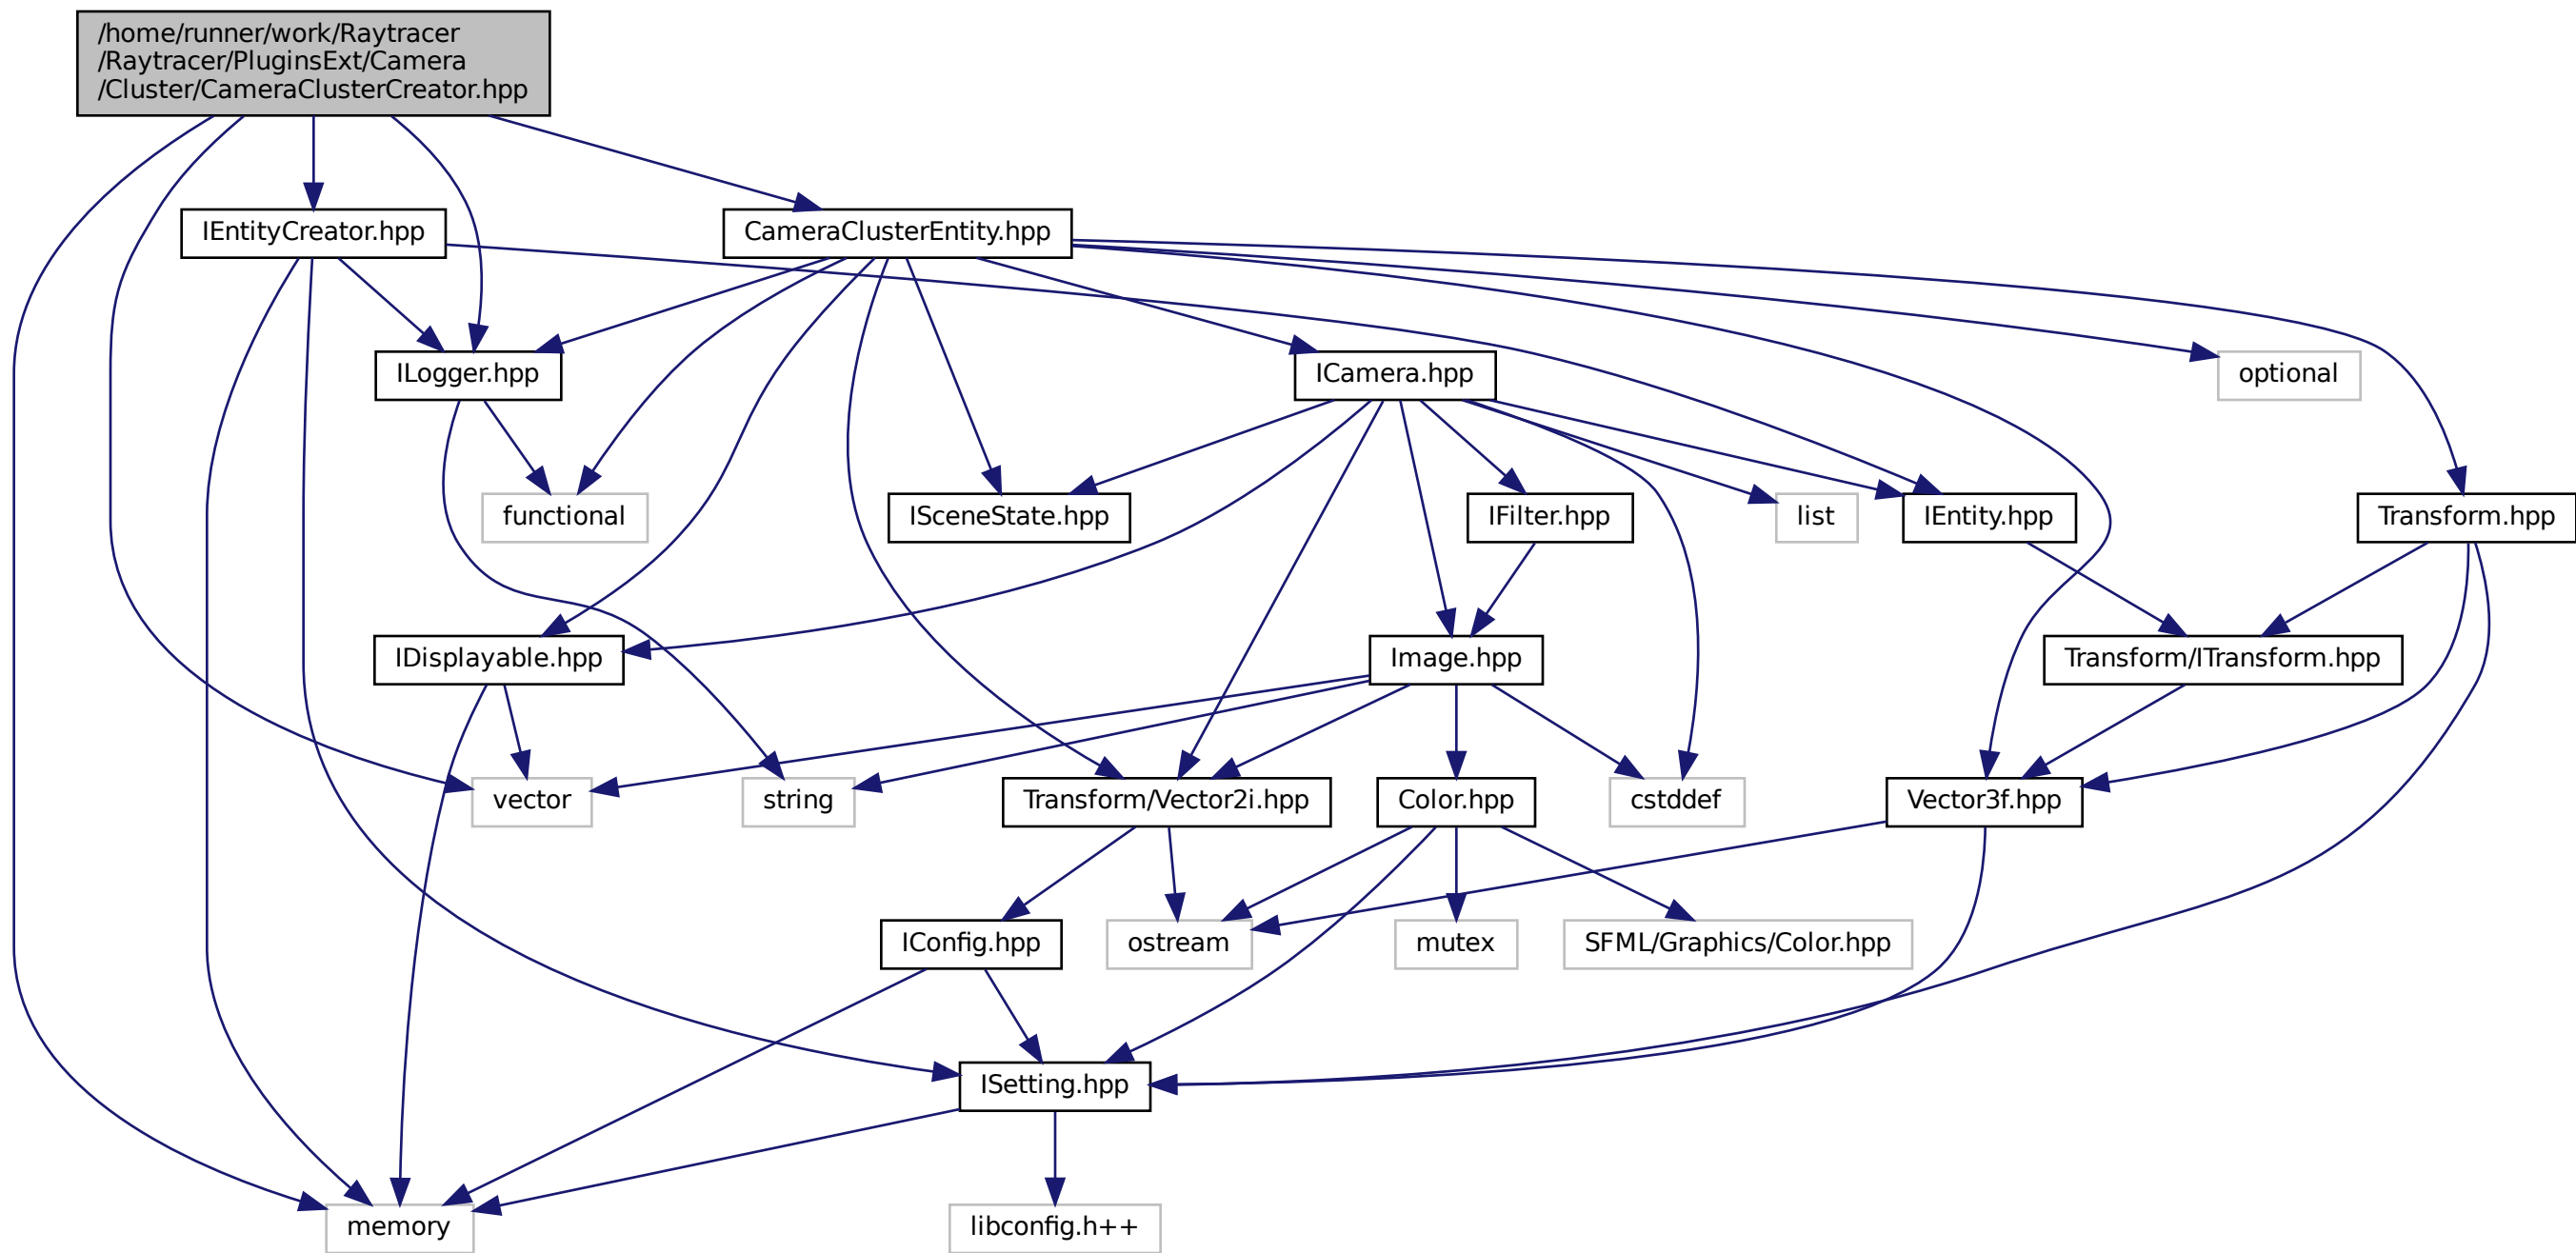 /home/runner/work/Raytracer
/Raytracer/PluginsExt/Camera
/Cluster/CameraClusterCreator.hpp
IEntityCreator.hpp
CameraClusterEntity.hpp
ILogger.hpp
ICamera.hpp
optional
functional
ISceneState.hpp
IFilter.hpp
list
IEntity.hpp
Transform.hpp
IDisplayable.hpp
Image.hpp
Transform/ITransform.hpp
vector
string
Transform/Vector2i.hpp
Color.hpp
cstddef
Vector3f.hpp
IConfig.hpp
ostream
mutex
SFML/Graphics/Color.hpp
ISetting.hpp
memory
libconfig.h++